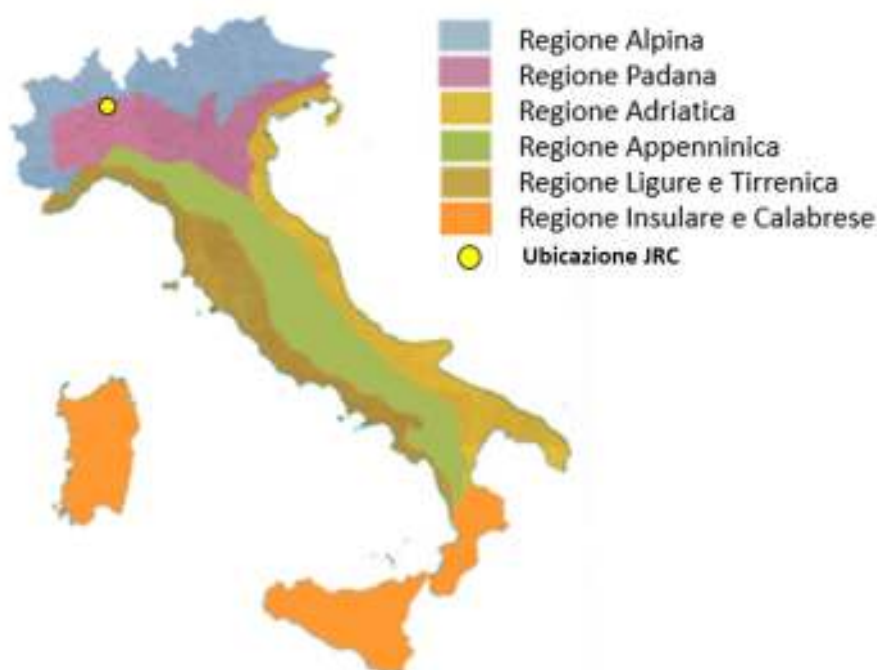 Regione Alpina
Regione Padana
Regione Adriatica
Regione Appenninica
Regione Ligure e Tirrenica
Regione Insulare e Calabrese
Ubicazione JRC